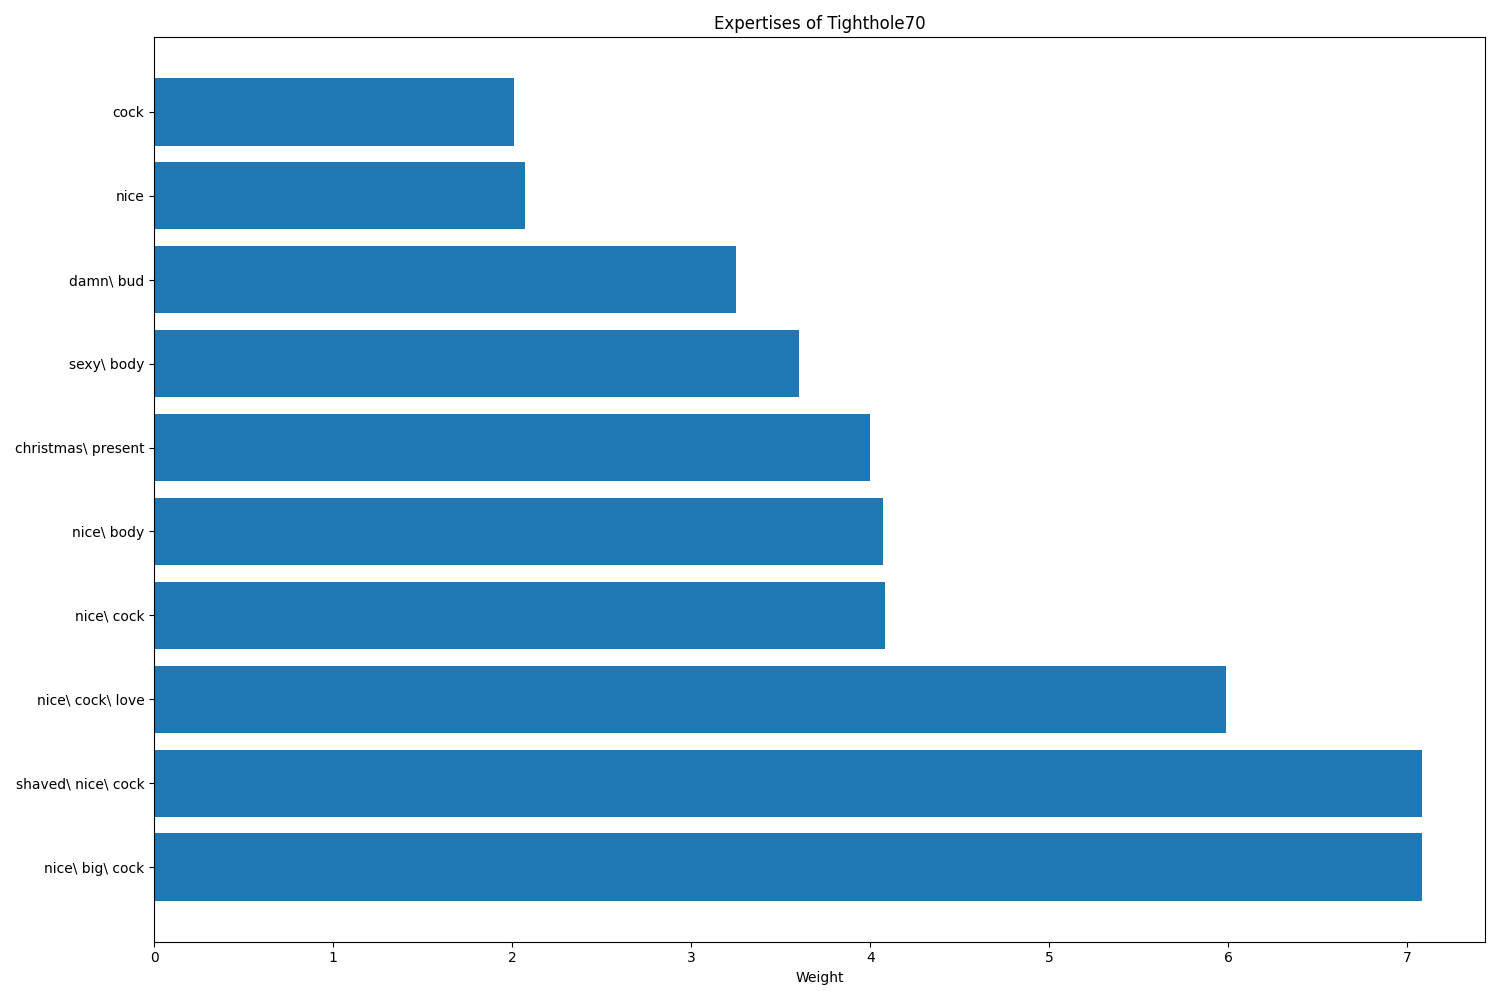 Expertises of Tighthole70
cock
nice
damn\ bud
sexy\ body
christmas\ present
nice\ body
nice\ cock
nice\ cock\ love
shaved\ nice\ cock
nice\ big\ cock
0 1 2 3 4 5 6 7
Weight